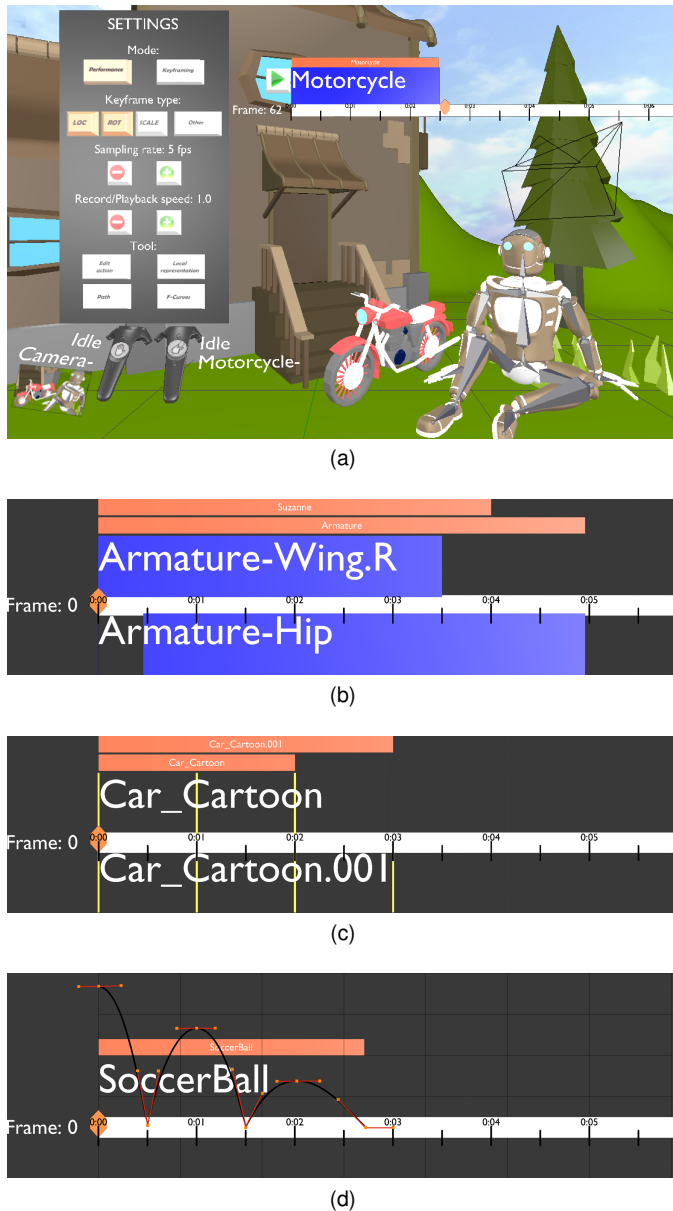 SETTINGS
Mode:
Performance Keyframing
Keyframe type:
LOC ROT SCALE Other
Sampling rate: 5 fps
Record/Playback speed: 1.0
Tool:
Edit action Local representation
Path F-Curves
Idle
Camera-
Idle
Motorcycle-
Motorcycle
Motorcycle
Frame: 62
0:00 0:01 0:02 0:03 0:04 0:05 0:06
(a)
Suzanne
Armature
Armature-Wing.R
Frame: 0 0:00 0:01 0:02 0:03 0:04 0:05
Armature-Hip
(b)
Car_Cartoon.001
Car_Cartoon
Car_Cartoon
Frame: 0 0:00 0:01 0:02 0:03 0:04 0:05
Car_Cartoon.001
(c)
SoccerBall
SoccerBall
Frame: 0 0:00 0:01 0:02 0:03 0:04 0:05
(d)